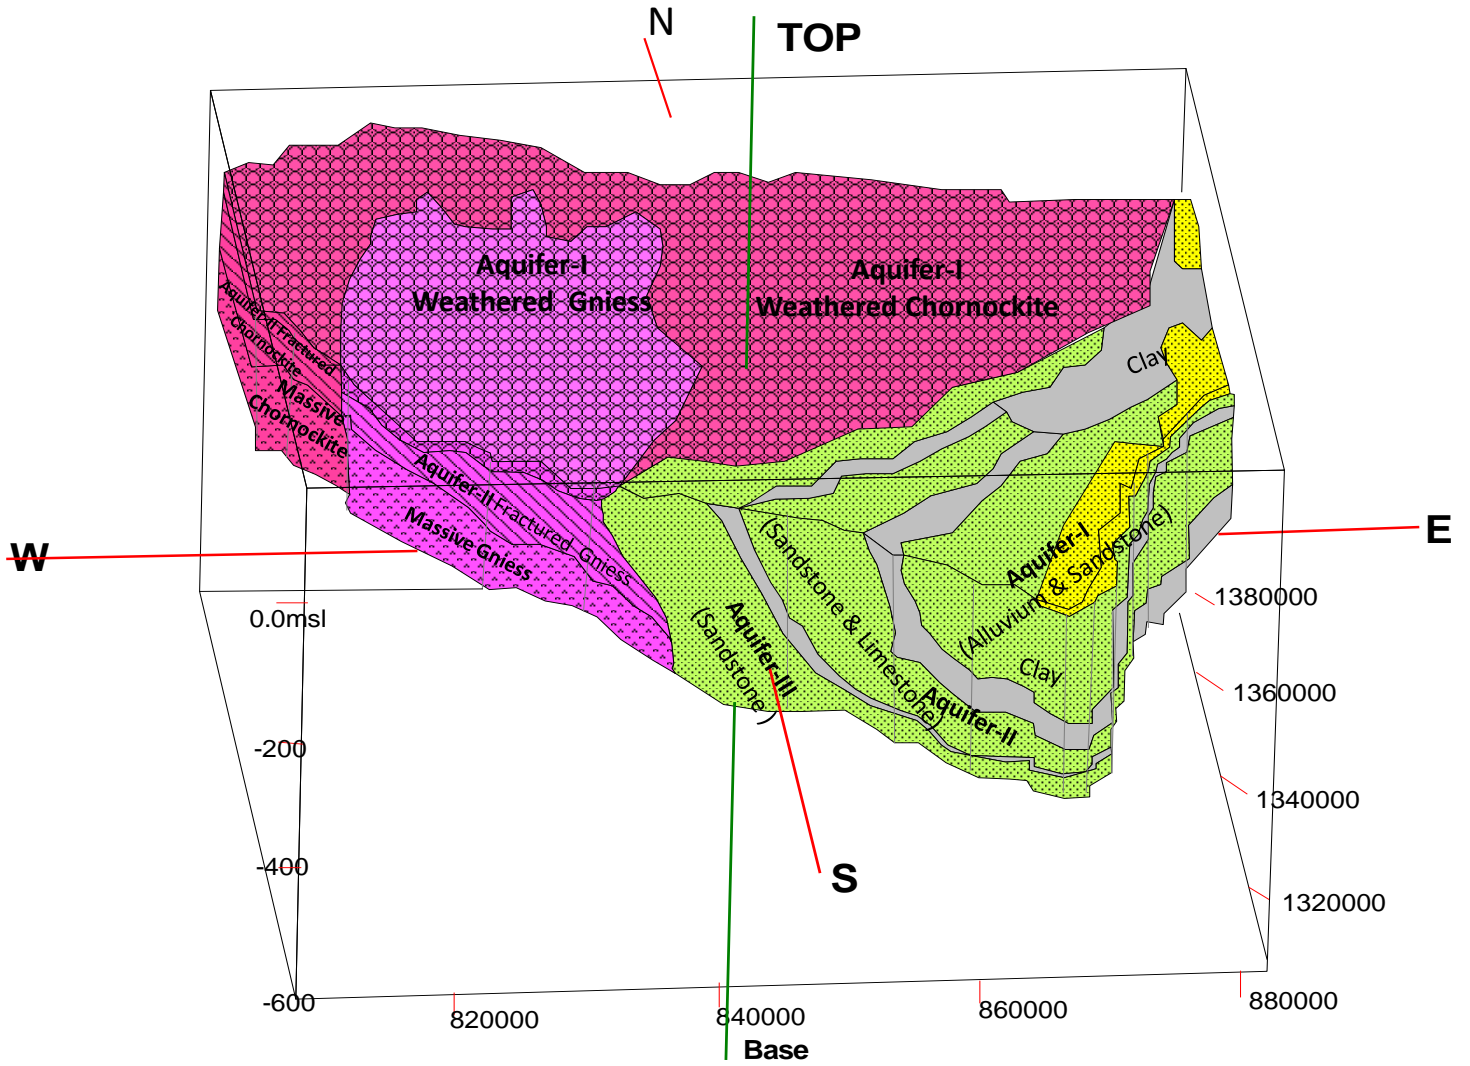 N
TOP
Aquifer-I
Weathered Gniess
Aquifer-I
Weathered Chornockite
Aquifer-II Fractured
Chornockite
Massive
Chornockite
Clay
Aquifer-II Fractured Gniess
Massive Gniess
W
E
0.0msl
-200
-400
-600
Aquifer-III
(Sandstone)
(Sandstone & Limestone)
Aquifer-II
Aquifer-I
(Alluvium & Sandstone)
Clay
S
1380000
1360000
1340000
1320000
820000
840000
860000
880000
Base